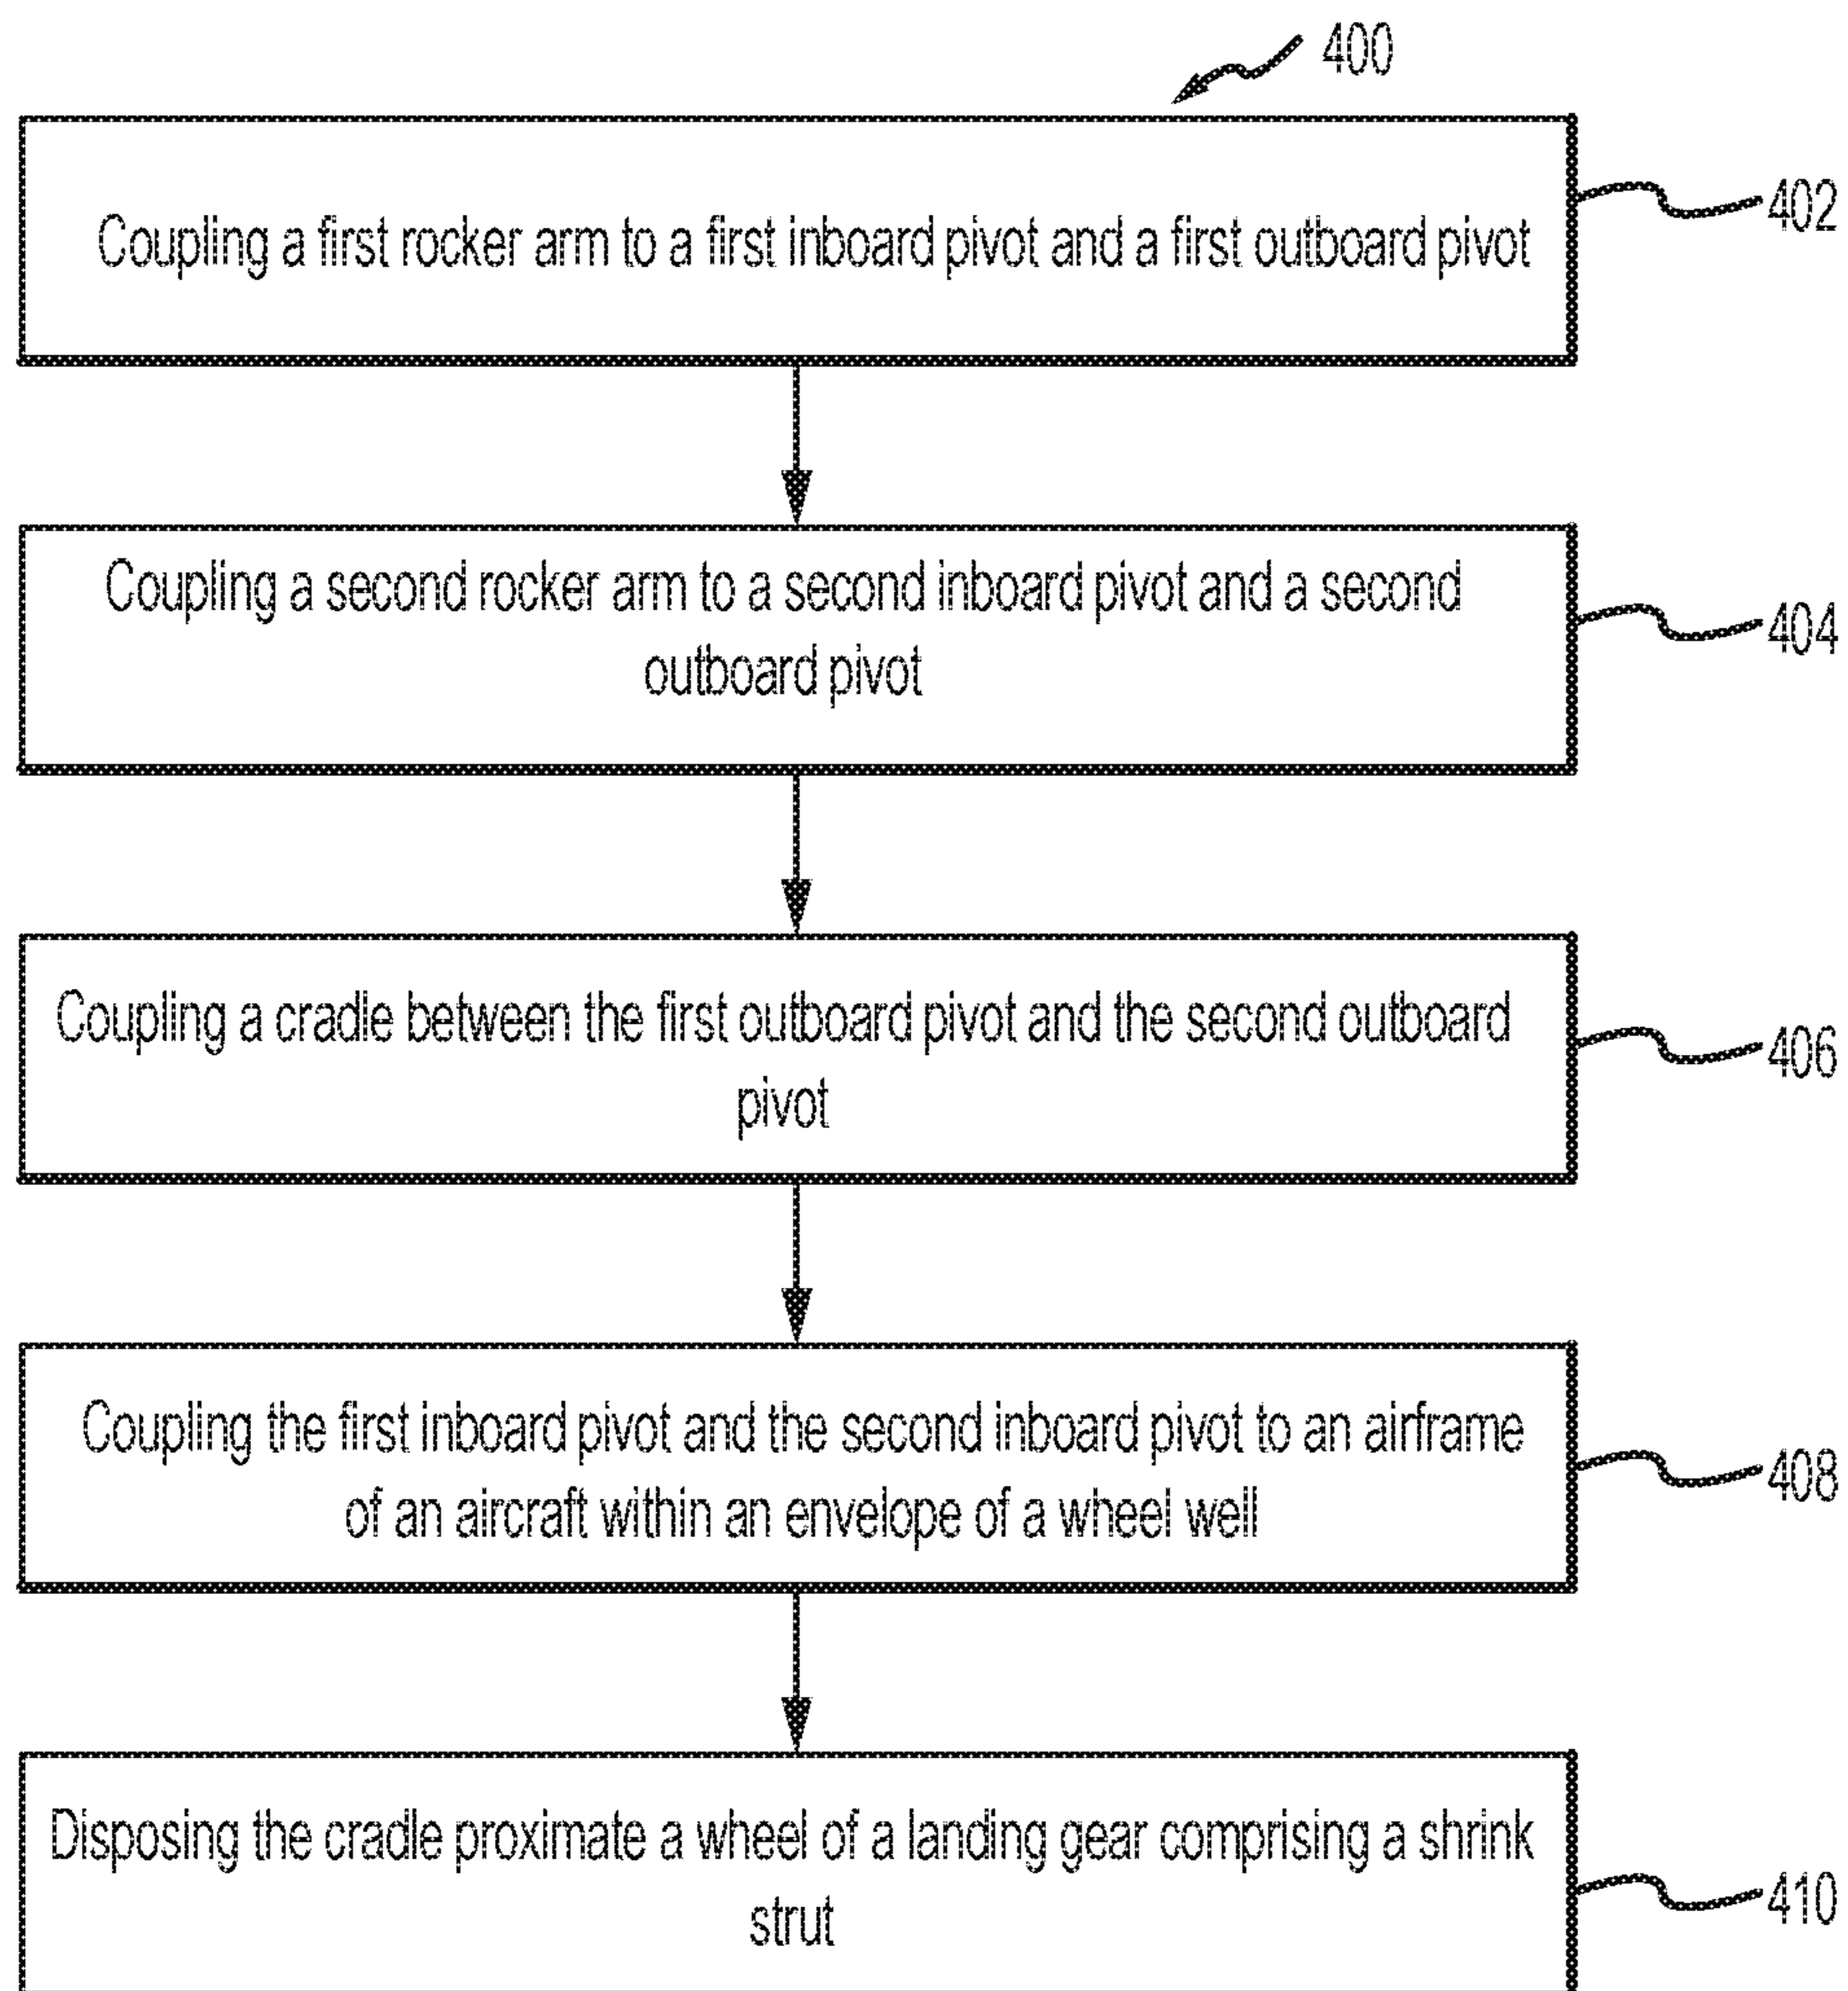 400
Coupling a first rocker arm to a first inboard pivot and a first outboard pivot
402
Coupling a second rocker arm to a second inboard pivot and a second
outboard pivot
404
Coupling a cradle between the first outboard pivot and the second outboard
pivot
406
Coupling the first inboard pivot and the second inboard pivot to an airframe
of an aircraft within an envelope of a wheel well
408
Disposing the cradle proximate a wheel of a landing gear comprising a shrink
strut
410